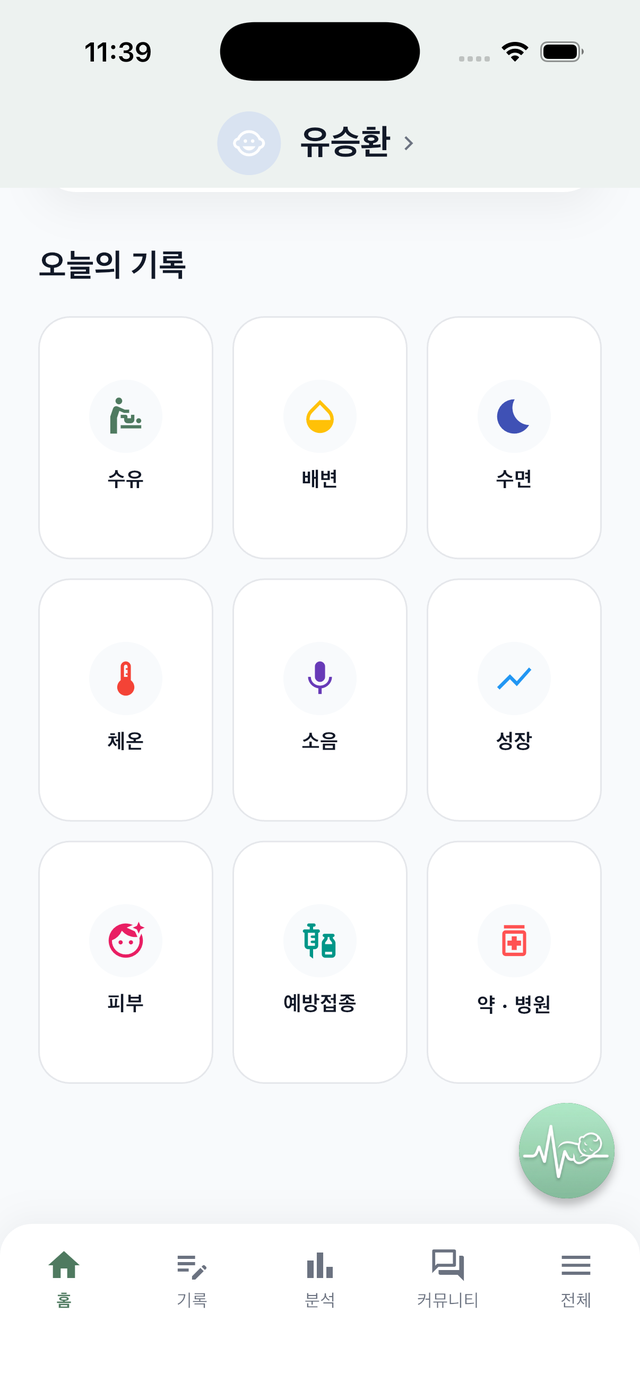 11:39
유승환
오늘의 기록
수유
배변
수면
체온
소음
성장
피부
예방접종
약 · 병원
홈
기록
분석
커뮤니티
전체